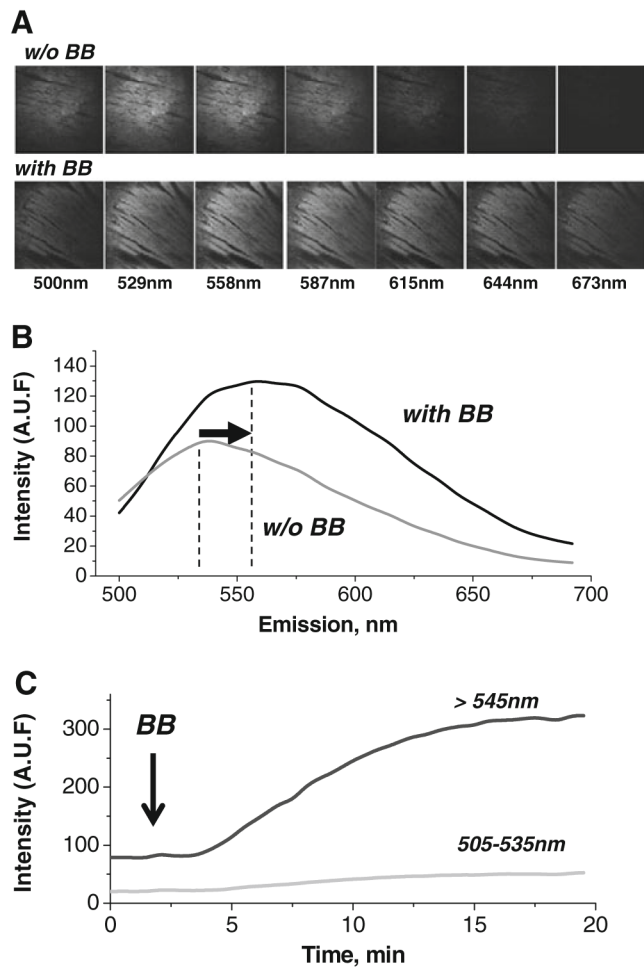 A
w/o BB
with BB
500nm 529nm 558nm 587nm 615nm 644nm 673nm
B
Intensity (A.U.F)
140
120
100
80
60
40
20
0
with BB
w/o BB
500 550 600 650 700
Emission, nm
C
Intensity (A.U.F)
300
200
100
0
BB
> 545nm
505-535nm
0 5 10 15 20
Time, min